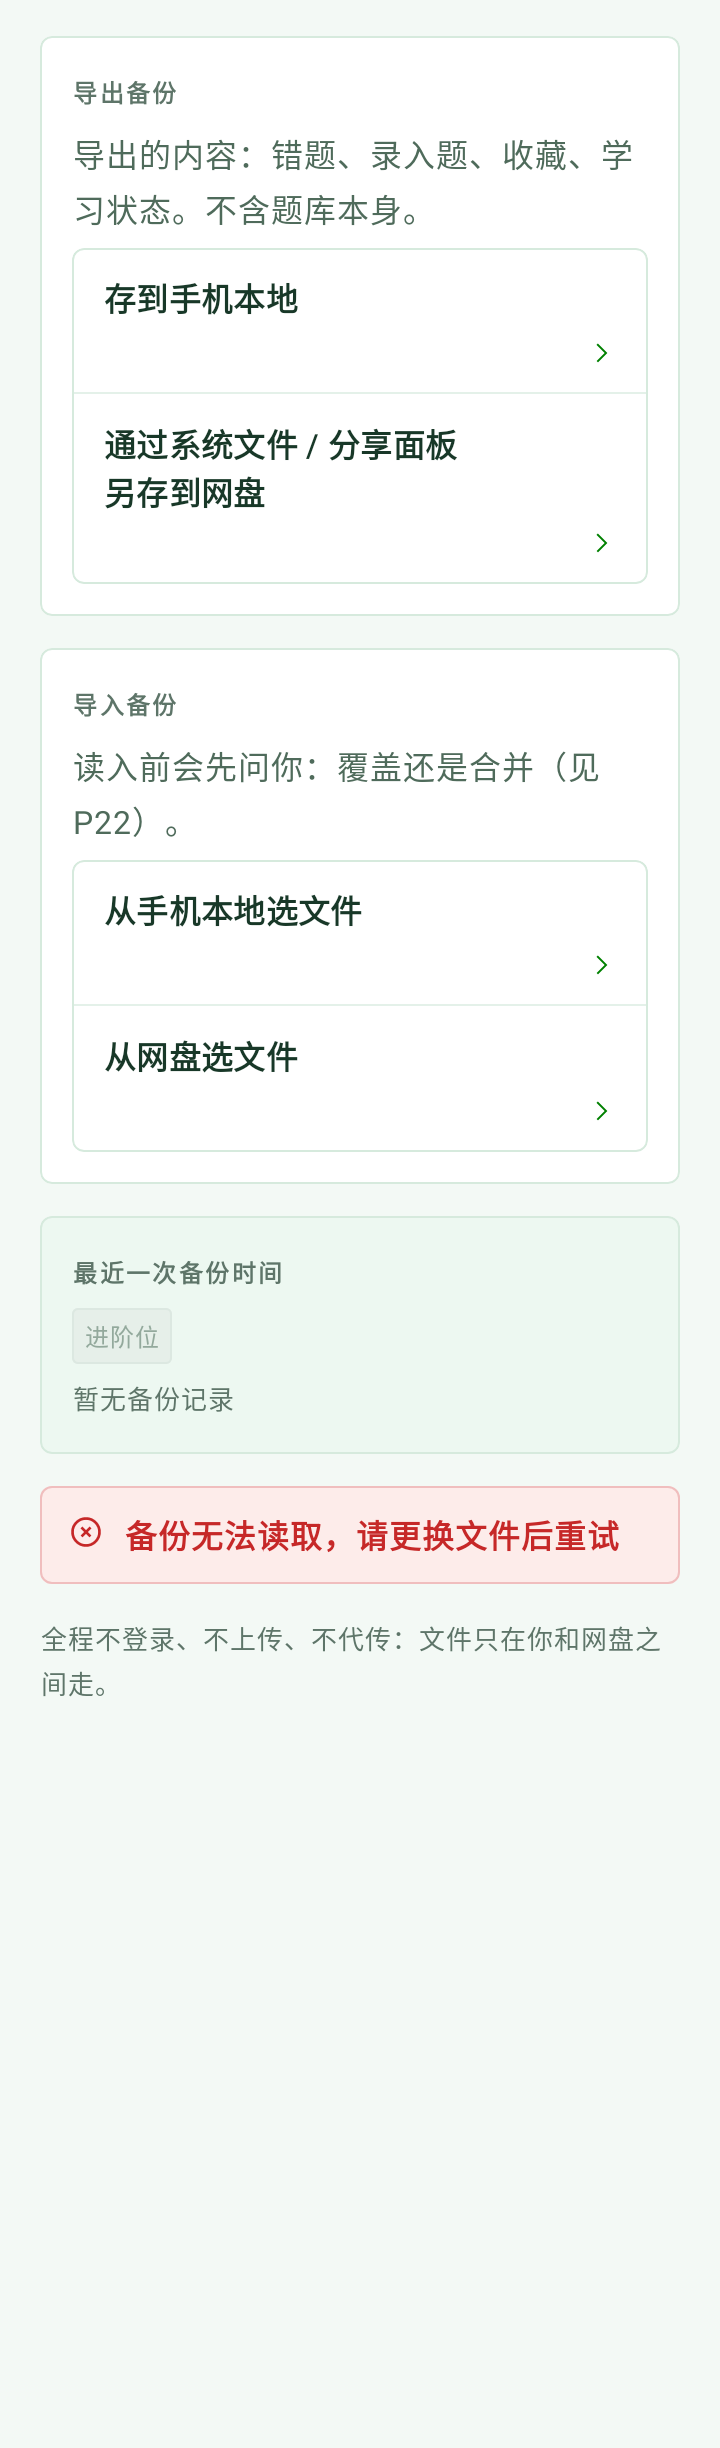 导出备份
导出的内容：错题、录入题、收藏、学
习状态。不含题库本身。
存到手机本地
通过系统文件 / 分享面板
另存到网盘
导入备份
读入前会先问你：覆盖还是合并（见
P22）。
从手机本地选文件
从网盘选文件
最近一次备份时间
进阶位
暂无备份记录
备份无法读取，请更换文件后重试
全程不登录、不上传、不代传：文件只在你和网盘之
间走。